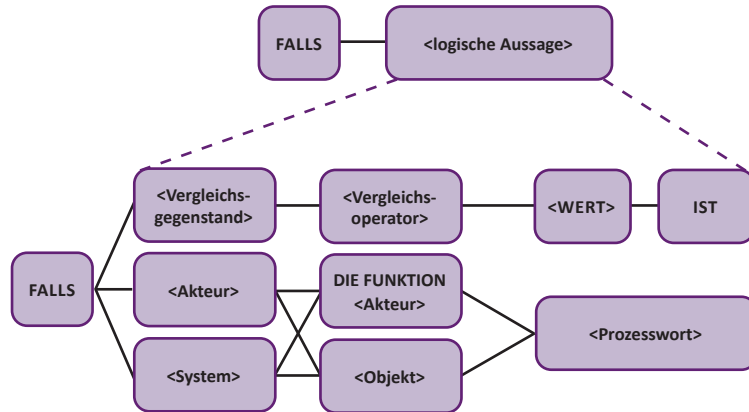 FALLS
<logische Aussage>
<Vergleichs-
gegenstand>
<Vergleichs-
operator>
<WERT>
IST
FALLS
<Akteur>
DIE FUNKTION
<Akteur>
<Prozesswort>
<System>
<Objekt>